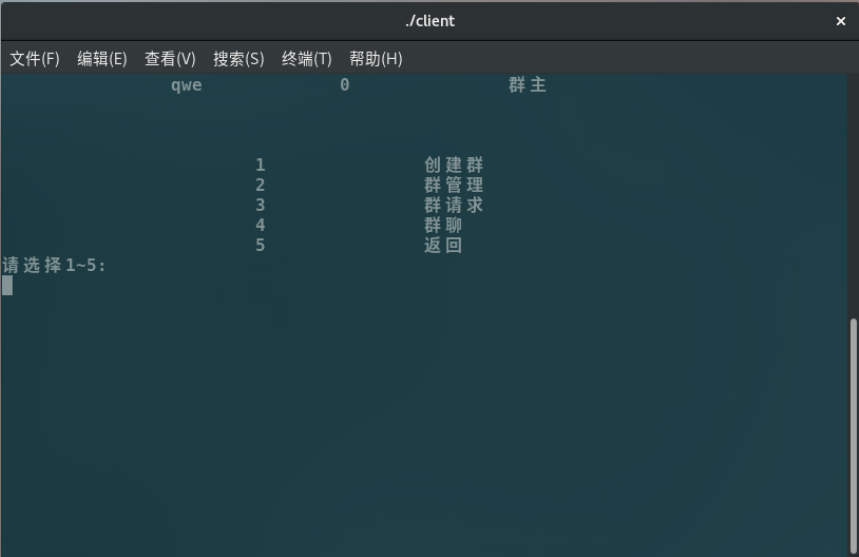 ./client
文件(F) 编辑(E) 查看(V) 搜索(S) 终端(T) 帮助(H)
qwe 0 群主
1 创建群
2 群管理
3 群请求
4 群聊
5 返回
请选择1~5: